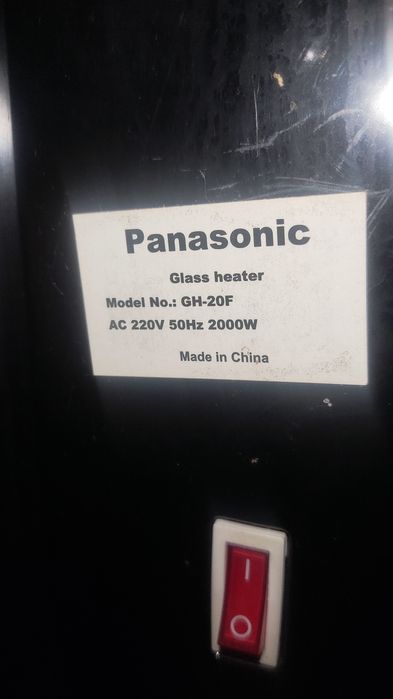 Panasonic
Glass heater
Model No.: GH-20F
AC 220V 50Hz 2000W
Made in China
I
O